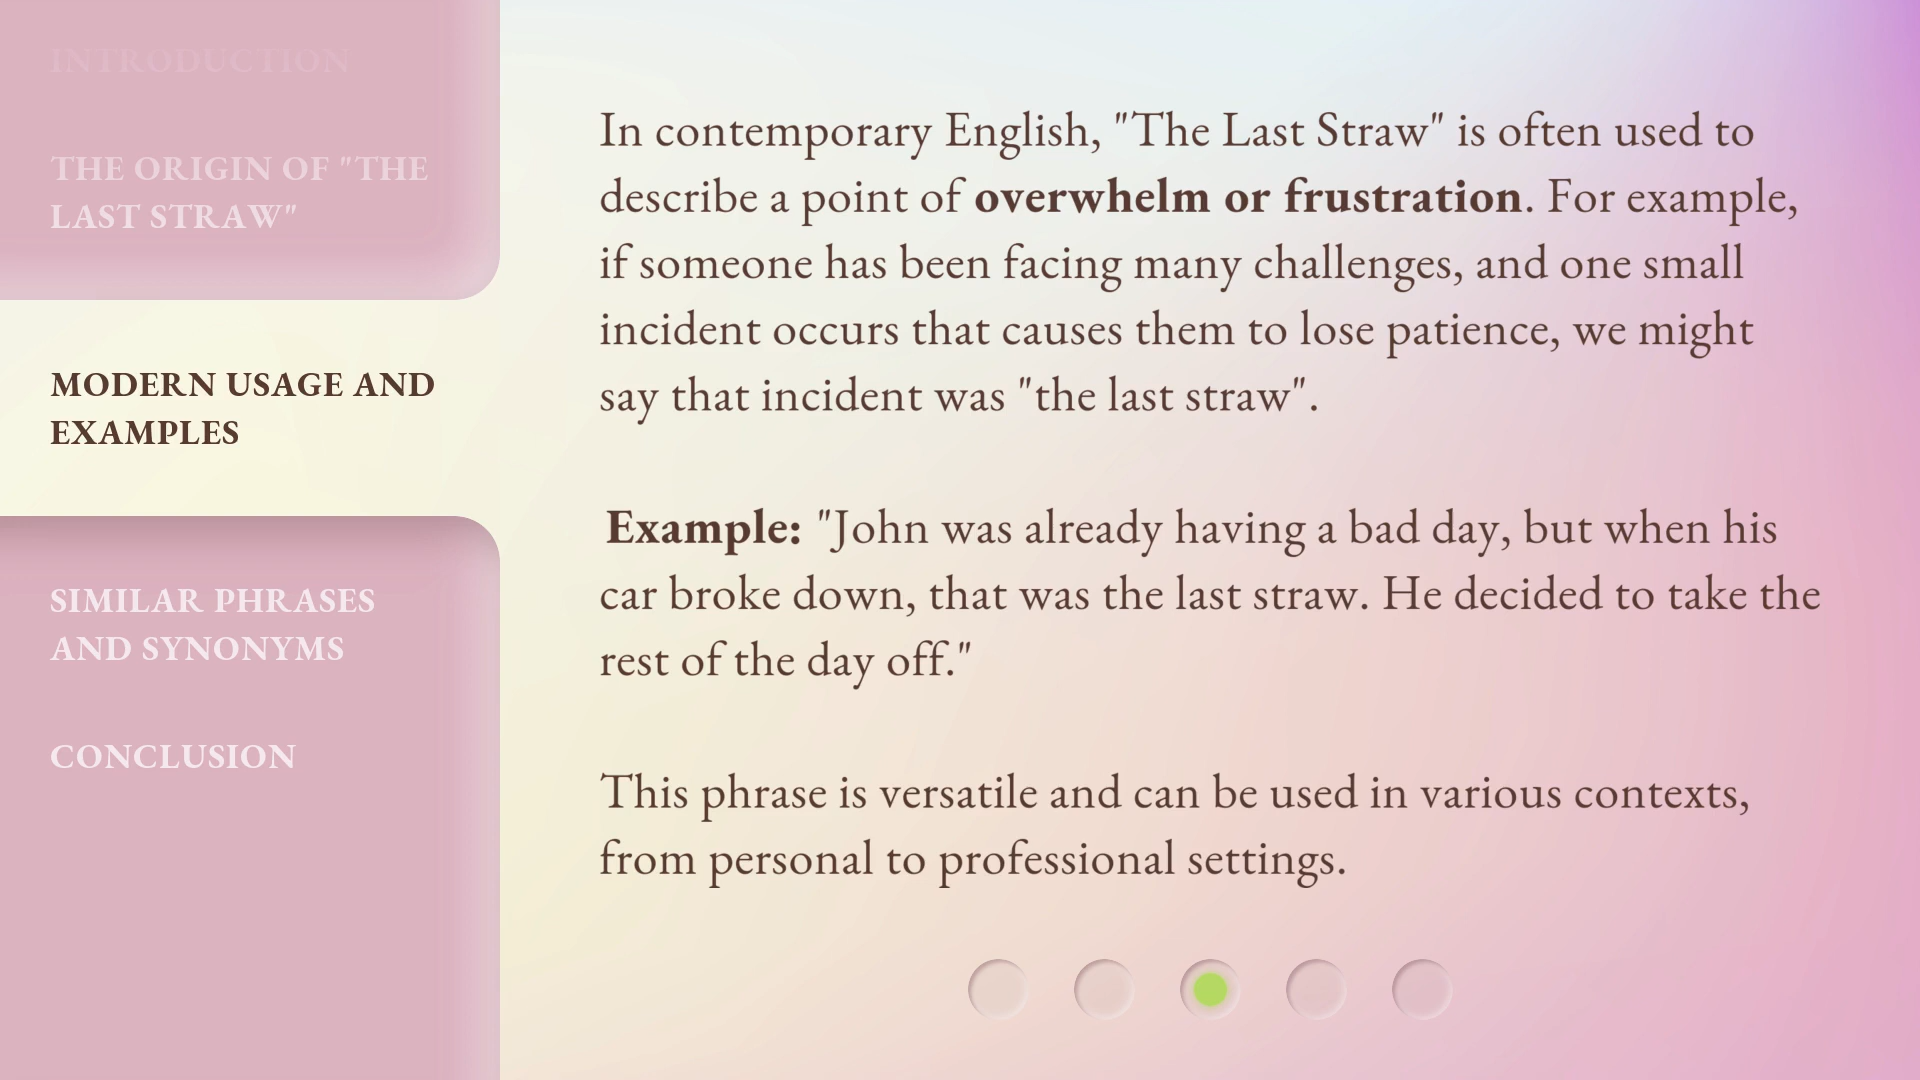 INTRODUCTION
THE ORIGIN OF "THE
LAST STRAW"
MODERN USAGE AND
EXAMPLES
SIMILAR PHRASES
AND SYNONYMS
CONCLUSION
In contemporary English, "The Last Straw" is often used to
describe a point of overwhelm or frustration. For example,
if someone has been facing many challenges, and one small
incident occurs that causes them to lose patience, we might
say that incident was "the last straw".
Example: "John was already having a bad day, but when his
car broke down, that was the last straw. He decided to take the
rest of the day off."
This phrase is versatile and can be used in various contexts,
from personal to professional settings.